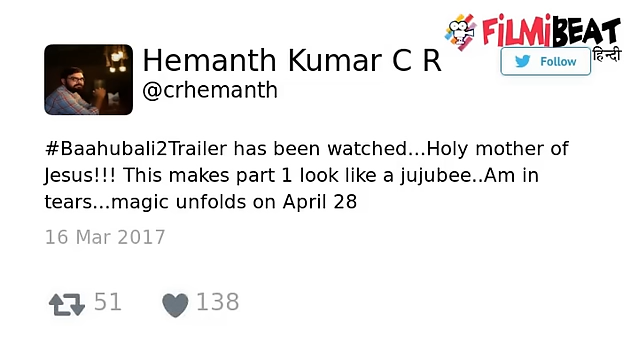 FILMIBEAT
हिन्दी
Hemanth Kumar C R
Follow
@crhemanth
#Baahubali2Trailer has been watched...Holy mother of
Jesus!!! This makes part 1 look like a jujubee..Am in
tears...magic unfolds on April 28
16 Mar 2017
51 138